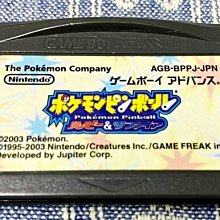 The Pokémon Company AGB-BPPJ-JPN
Nintendo ゲームボーイ アドバンス™
ポケモンピンボール
Pokémon Pinball
ルビー&サファイア
©2003 Pokémon.
©1995-2003 Nintendo/Creatures Inc./GAME FREAK inc.
Developed by Jupiter Corp.